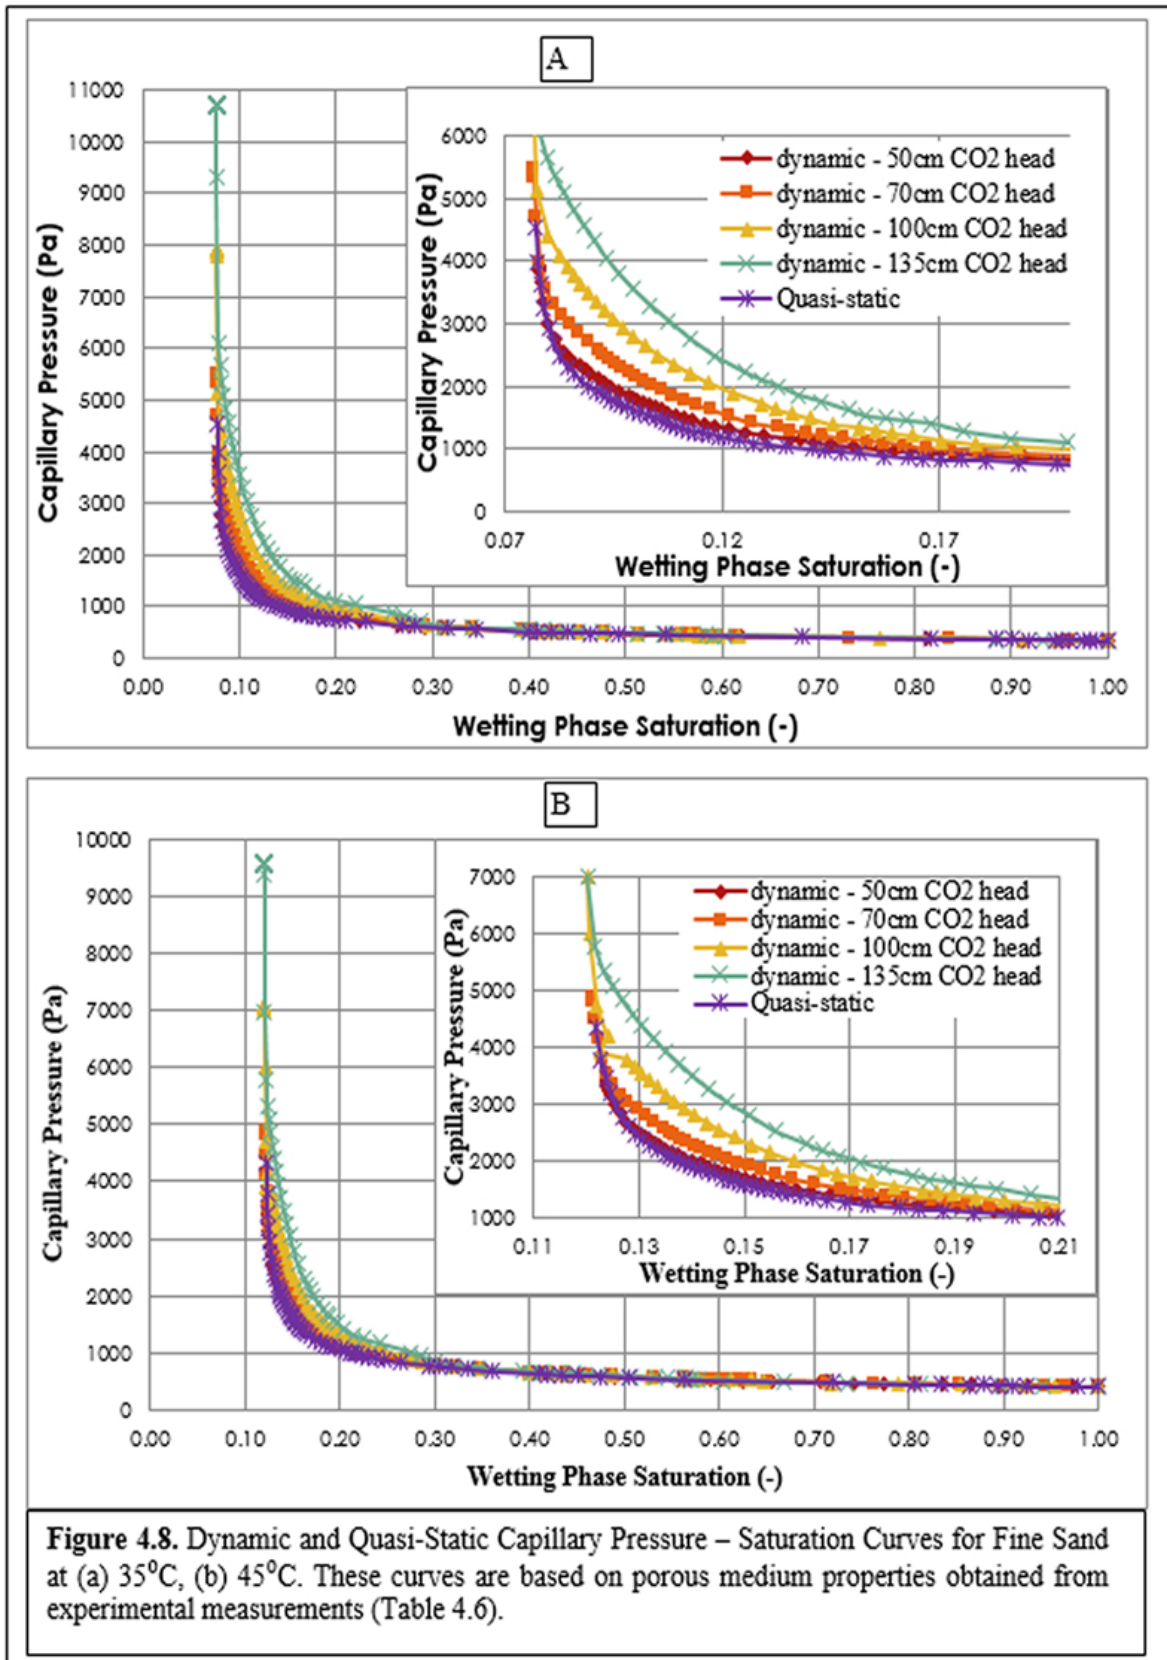 A
11000
10000
9000
8000
7000
6000
5000
4000
3000
2000
1000
0
Capillary Pressure (Pa)
0.00 0.10 0.20 0.30 0.40 0.50 0.60 0.70 0.80 0.90 1.00
Wetting Phase Saturation (-)
6000
5000
4000
3000
2000
1000
0
Capillary Pressure (Pa)
dynamic - 50cm CO2 head
dynamic - 70cm CO2 head
dynamic - 100cm CO2 head
dynamic - 135cm CO2 head
Quasi-static
0.07 0.12 0.17
Wetting Phase Saturation (-)
B
10000
9000
8000
7000
6000
5000
4000
3000
2000
1000
0
Capillary Pressure (Pa)
0.00 0.10 0.20 0.30 0.40 0.50 0.60 0.70 0.80 0.90 1.00
Wetting Phase Saturation (-)
7000
6000
5000
4000
3000
2000
1000
Capillary Pressure (Pa)
dynamic - 50cm CO2 head
dynamic - 70cm CO2 head
dynamic - 100cm CO2 head
dynamic - 135cm CO2 head
Quasi-static
0.11 0.13 0.15 0.17 0.19 0.21
Wetting Phase Saturation (-)
Figure 4.8. Dynamic and Quasi-Static Capillary Pressure – Saturation Curves for Fine Sand
at (a) 35⁰C, (b) 45⁰C. These curves are based on porous medium properties obtained from
experimental measurements (Table 4.6).